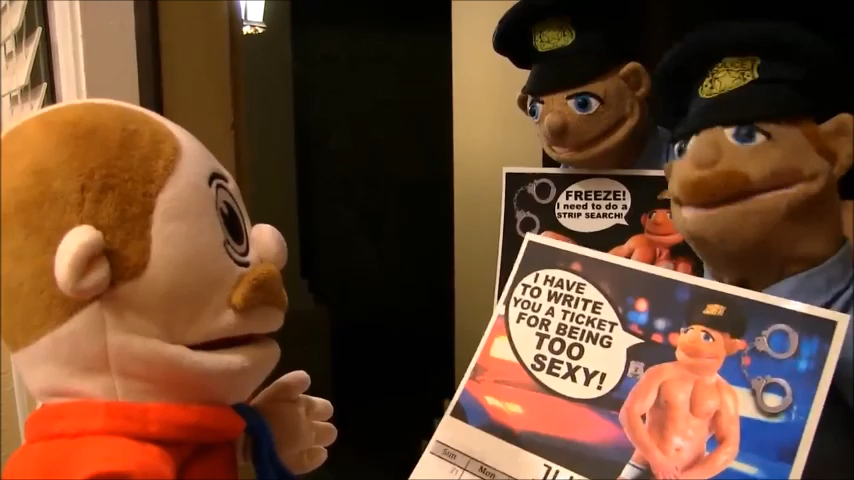 FREEZE!
I need to do a
STRIP SEARCH!
I HAVE
TO WRITE
YOU A TICKET
FOR BEING
TOO
SEXY!
Sun
Mon